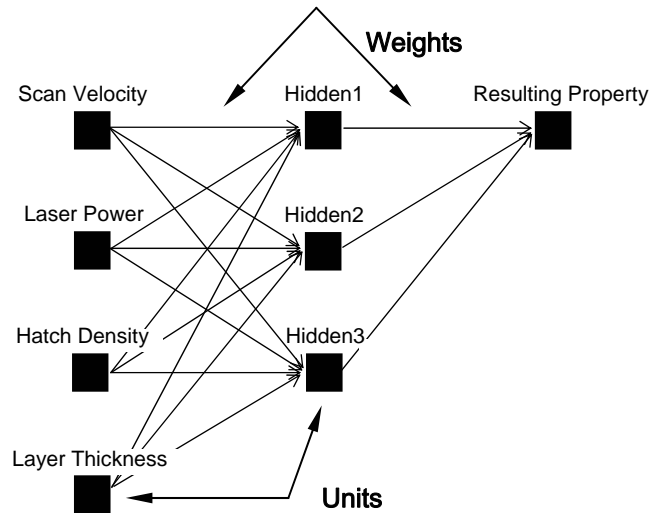 Weights
Scan Velocity
Hidden1
Resulting Property
Laser Power
Hidden2
Hatch Density
Hidden3
Layer Thickness
Units